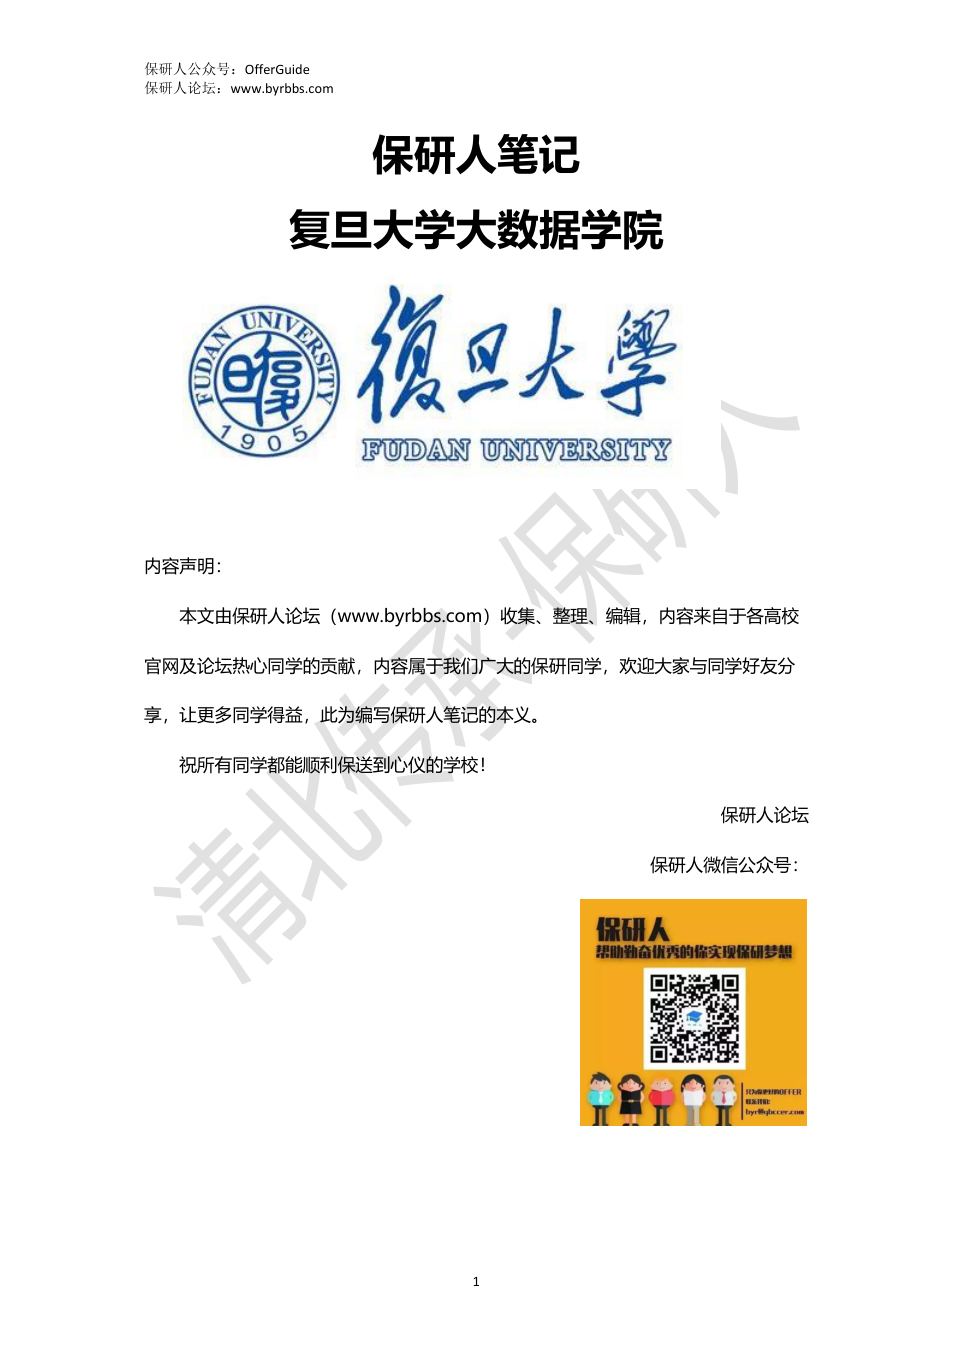 保研人公众号：OfferGuide
保研人论坛：www.byrbbs.com
保研人笔记
复旦大学大数据学院
FUDAN UNIVERSITY
1905
復旦大學
FUDAN UNIVERSITY
清北传承-保研人
内容声明：
本文由保研人论坛（www.byrbbs.com）收集、整理、编辑，内容来自于各高校
官网及论坛热心同学的贡献，内容属于我们广大的保研同学，欢迎大家与同学好友分
享，让更多同学得益，此为编写保研人笔记的本义。
祝所有同学都能顺利保送到心仪的学校！
保研人论坛
保研人微信公众号：
保研人
帮助勤奋优秀的你实现保研梦想
1